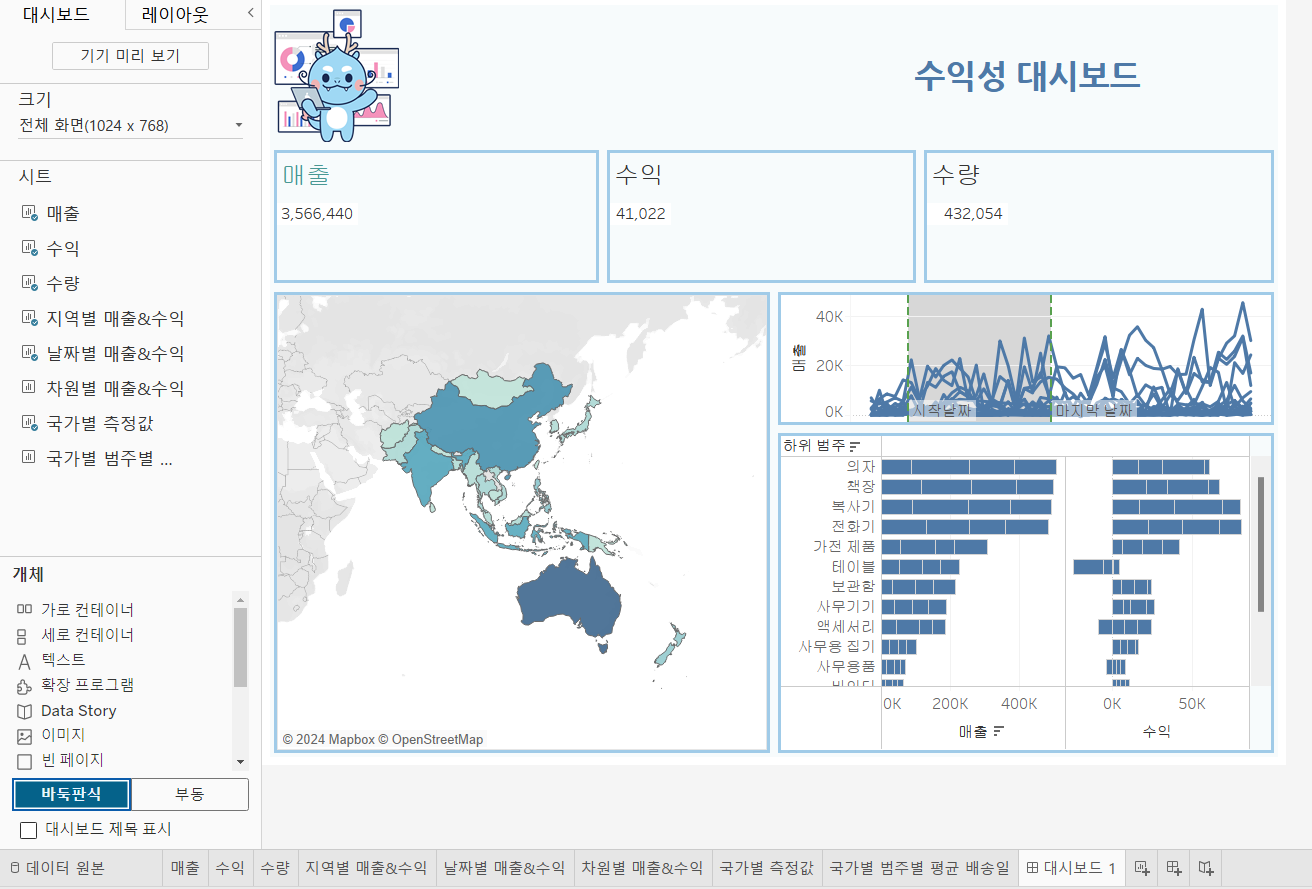 대시보드
레이아웃
기기 미리 보기
크기
전체 화면(1024 x 768)
시트
매출
수익
수량
지역별 매출&수익
날짜별 매출&수익
차원별 매출&수익
국가별 측정값
국가별 범주별 ...
개체
가로 컨테이너
세로 컨테이너
텍스트
확장 프로그램
Data Story
이미지
빈 페이지
바둑판식
부동
대시보드 제목 표시
수익성 대시보드
매출
3,566,440
수익
41,022
수량
432,054
© 2024 Mapbox © OpenStreetMap
40K
20K
0K
시작날짜
마지막 날짜
하위 범주
의자
책장
복사기
전화기
가전 제품
테이블
보관함
사무기기
액세서리
사무용 집기
사무용품
0K 200K 400K
0K 50K
매출
수익
데이터 원본
매출
수익
수량
지역별 매출&수익
날짜별 매출&수익
차원별 매출&수익
국가별 측정값
국가별 범주별 평균 배송일
대시보드 1